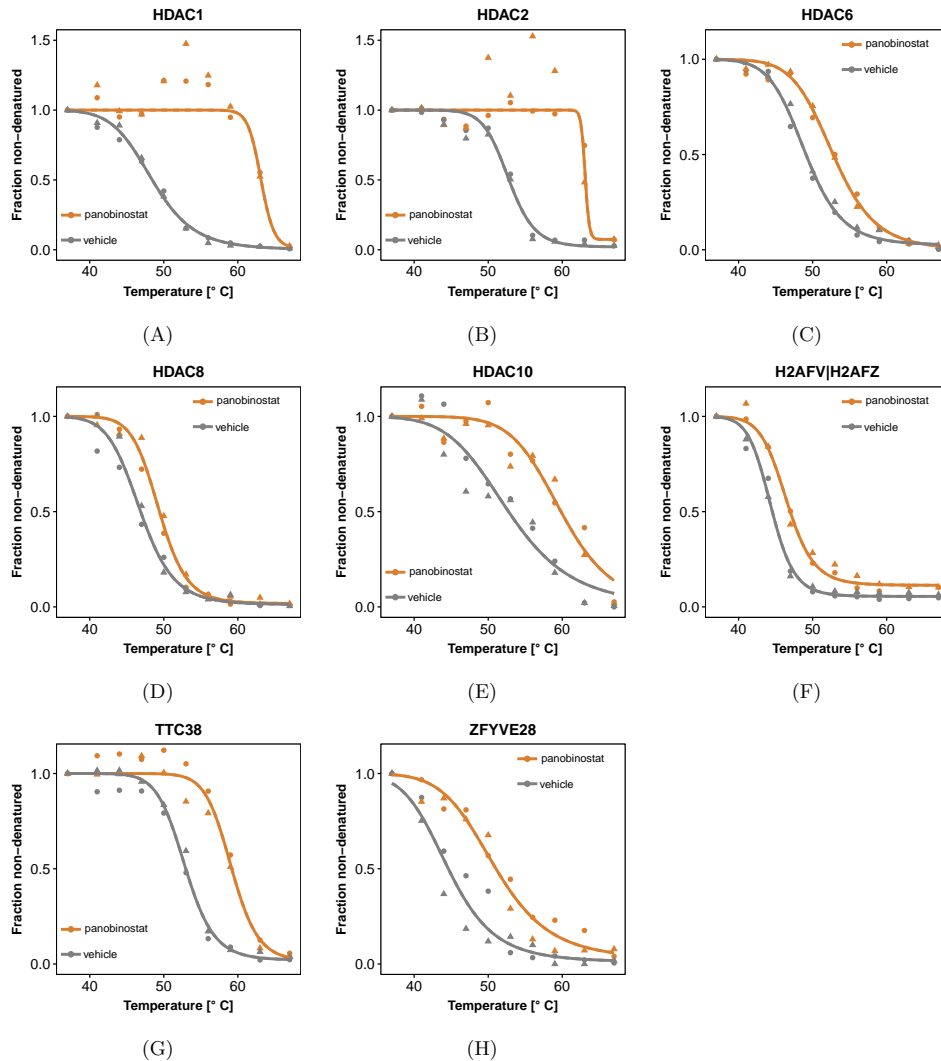 HDAC1
Fraction non-denatured
1.5
1.0
0.5
0.0
panobinostat
vehicle
40
50
60
Temperature [° C]
(A)
HDAC2
Fraction non-denatured
1.5
1.0
0.5
0.0
panobinostat
vehicle
40
50
60
Temperature [° C]
(B)
HDAC6
Fraction non-denatured
1.0
0.5
0.0
panobinostat
vehicle
40
50
60
Temperature [° C]
(C)
HDAC8
Fraction non-denatured
1.0
0.5
0.0
panobinostat
vehicle
40
50
60
Temperature [° C]
(D)
HDAC10
Fraction non-denatured
1.0
0.5
0.0
panobinostat
vehicle
40
50
60
Temperature [° C]
(E)
H2AFV|H2AFZ
Fraction non-denatured
1.0
0.5
0.0
panobinostat
vehicle
40
50
60
Temperature [° C]
(F)
TTC38
Fraction non-denatured
1.0
0.5
0.0
panobinostat
vehicle
40
50
60
Temperature [° C]
(G)
ZFYVE28
Fraction non-denatured
1.0
0.5
0.0
panobinostat
vehicle
40
50
60
Temperature [° C]
(H)